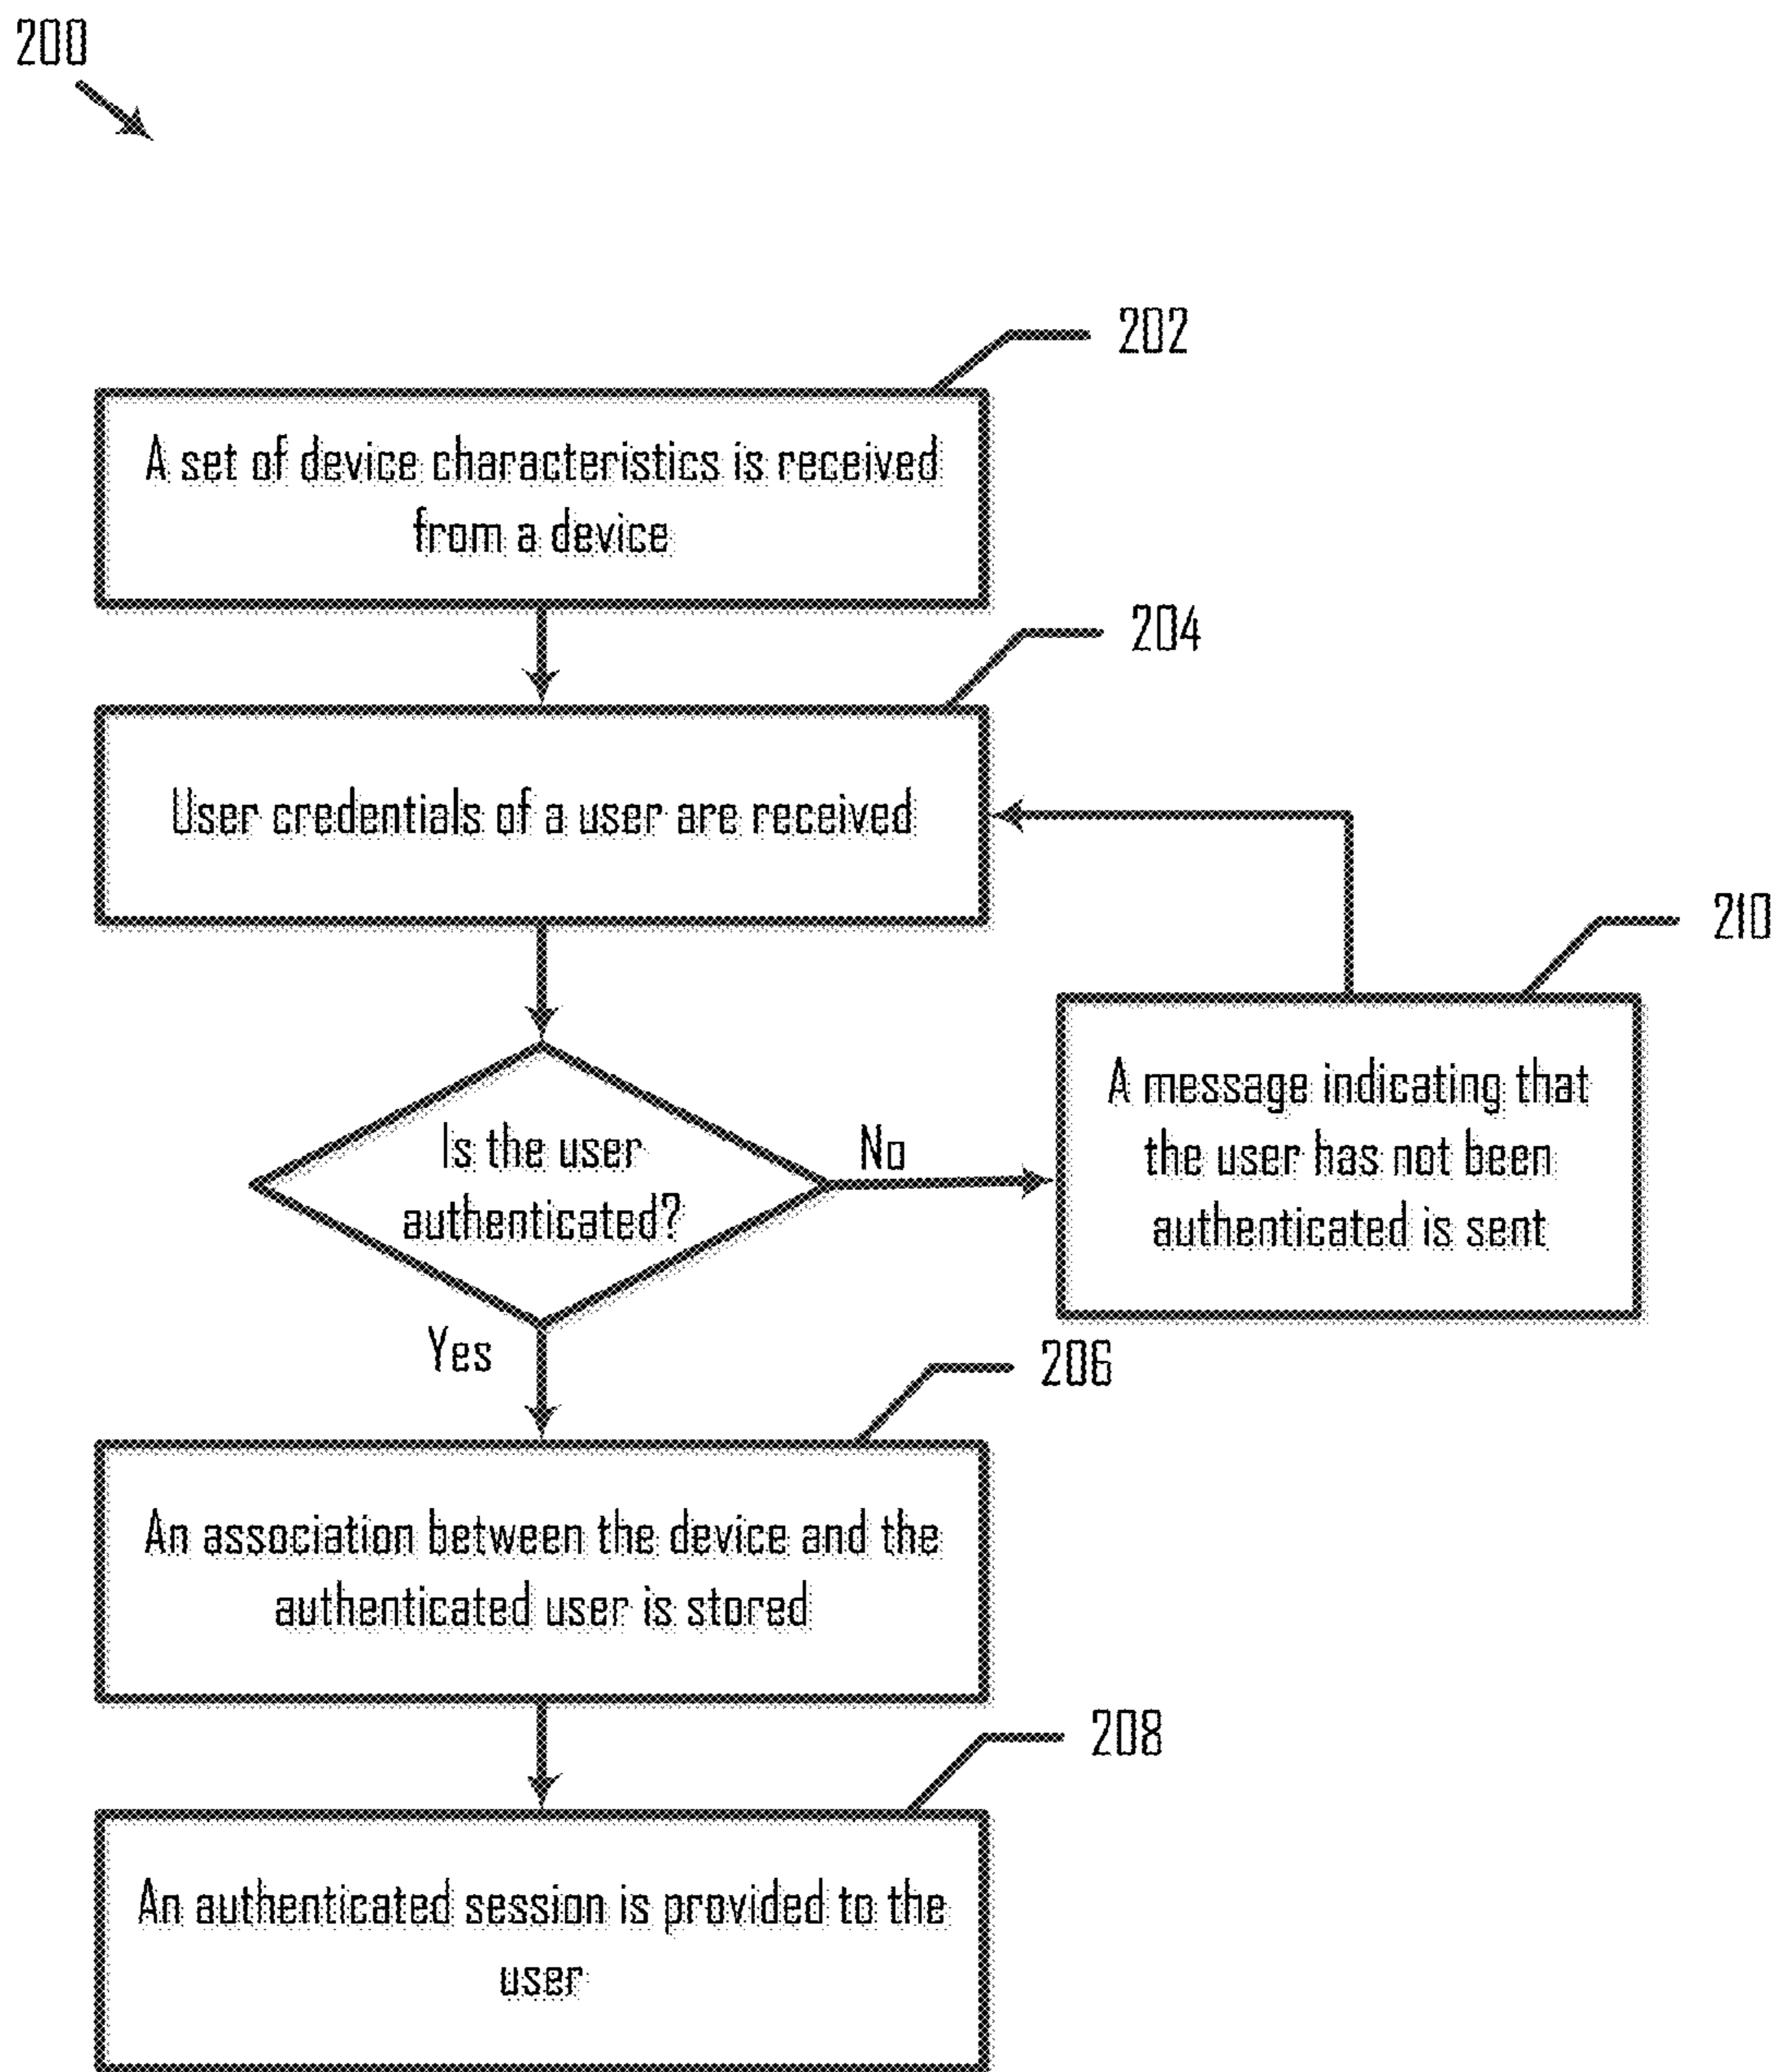 200
202
A set of device characteristics is received
from a device
204
User credentials of a user are received
210
A message indicating that
the user has not been
authenticated is sent
Is the user
authenticated?
No
Yes
206
An association between the device and the
authenticated user is stored
208
An authenticated session is provided to the
user